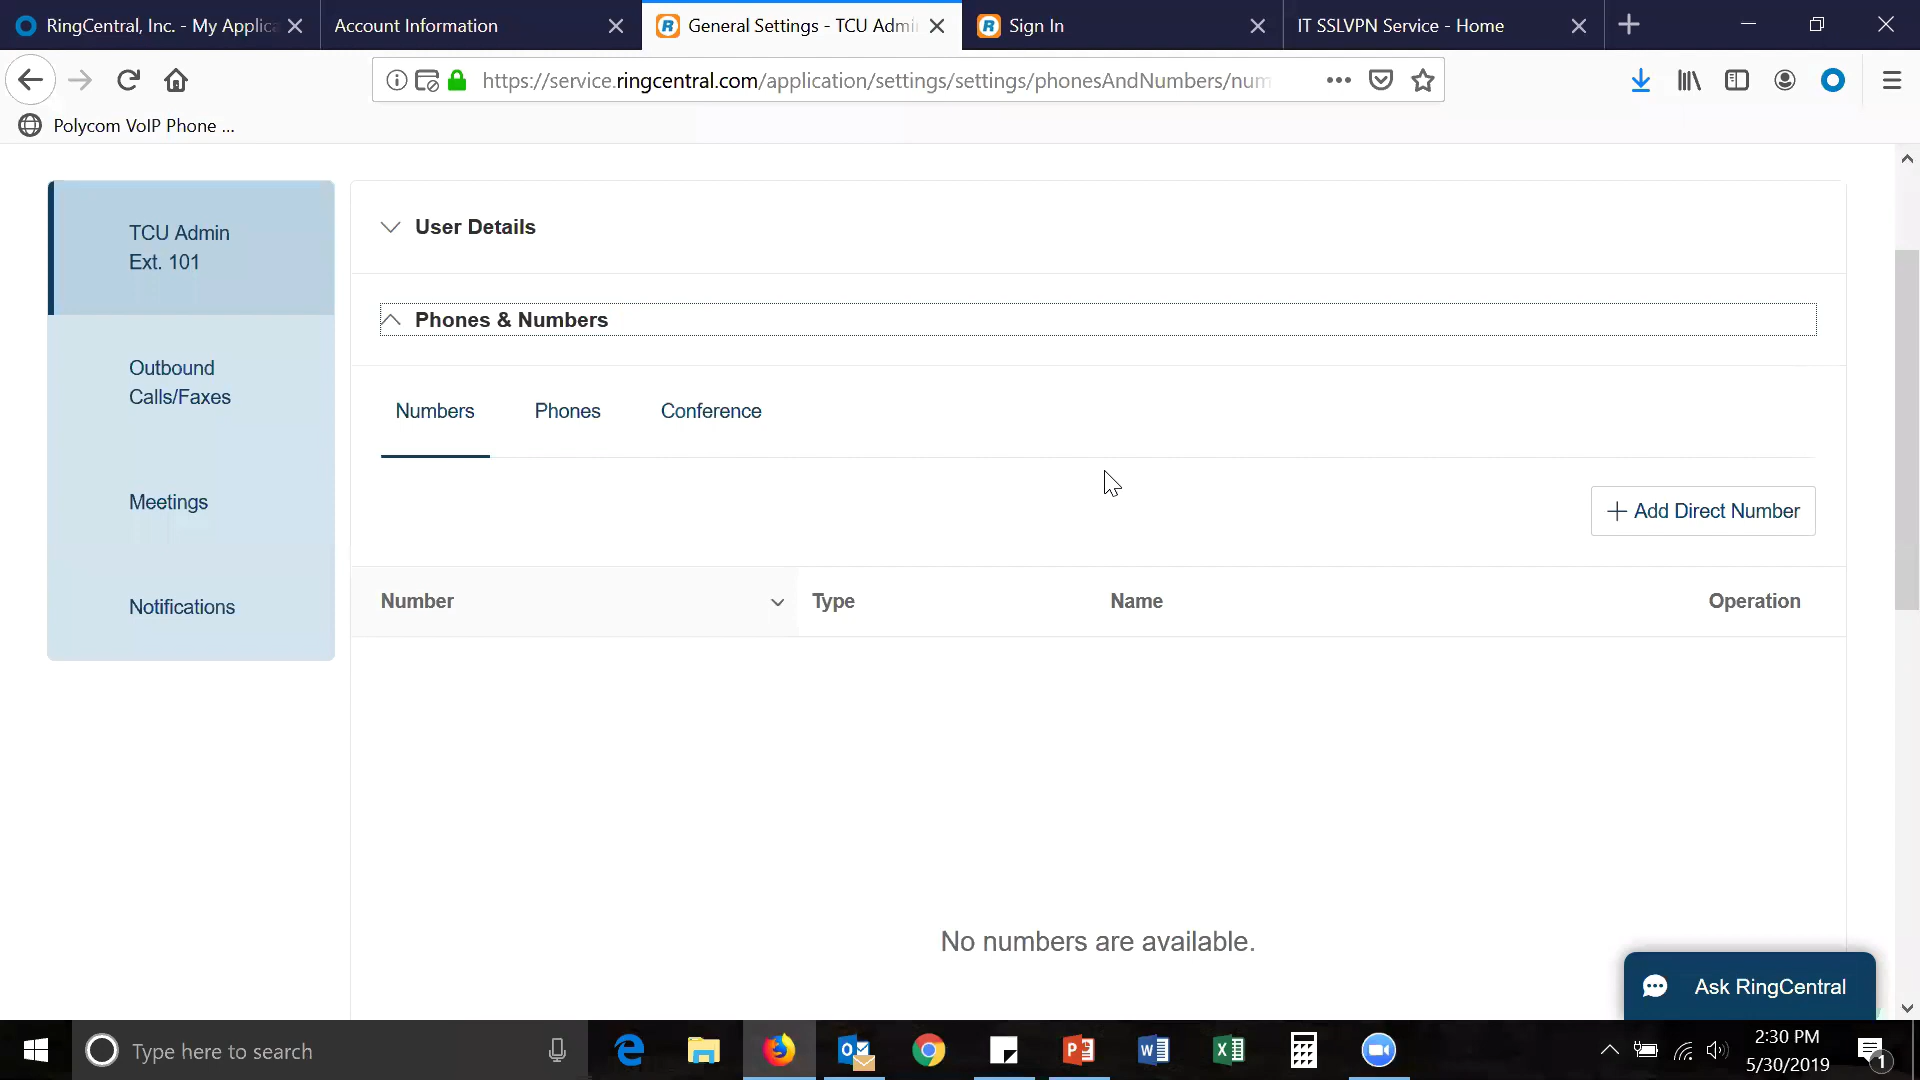 RingCentral, Inc. - My Applica
Account Information
General Settings - TCU Admi
Sign In
IT SSLVPN Service - Home
https://service.ringcentral.com/application/settings/settings/phonesAndNumbers/num
Polycom VoIP Phone ...
TCU Admin
Ext. 101
Outbound
Calls/Faxes
Meetings
Notifications
User Details
Phones & Numbers
Numbers
Phones
Conference
Add Direct Number
Number
Type
Name
Operation
No numbers are available.
Ask RingCentral
Type here to search
2:30 PM
5/30/2019
1